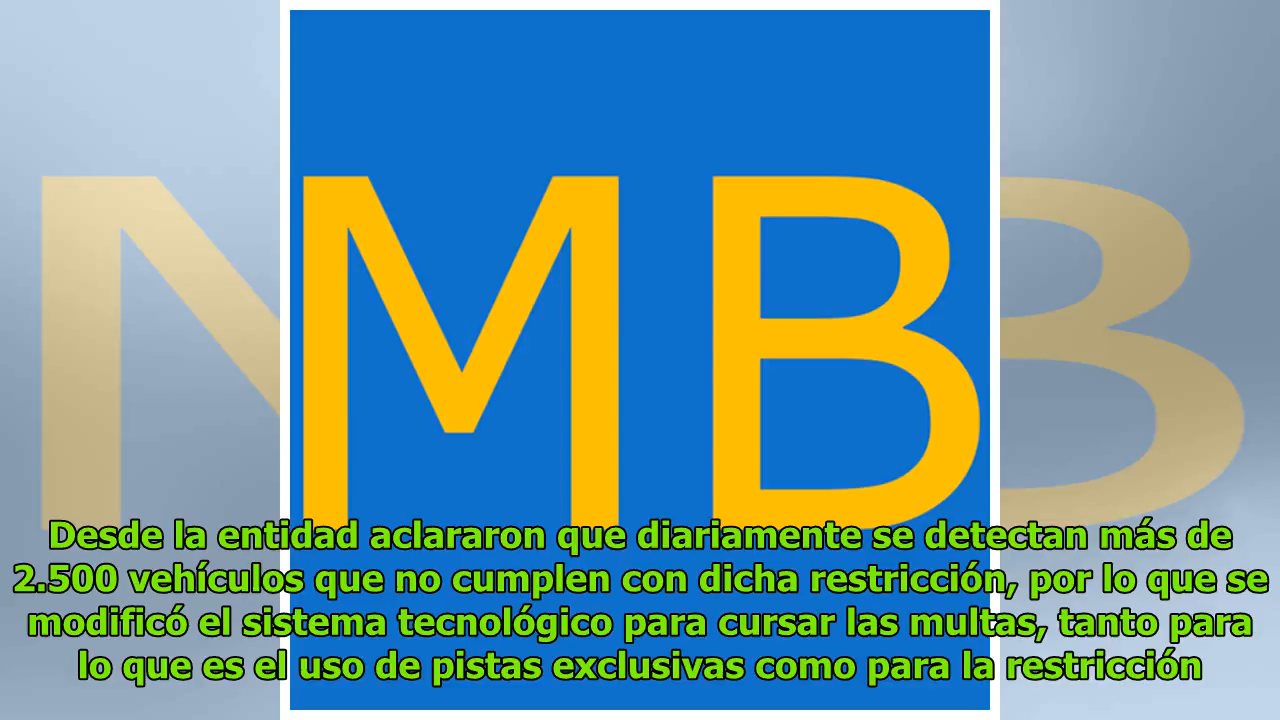 MB
Desde la entidad aclararon que diariamente se detectan más de
2.500 vehículos que no cumplen con dicha restricción, por lo que se
modificó el sistema tecnológico para cursar las multas, tanto para
lo que es el uso de pistas exclusivas como para la restricción